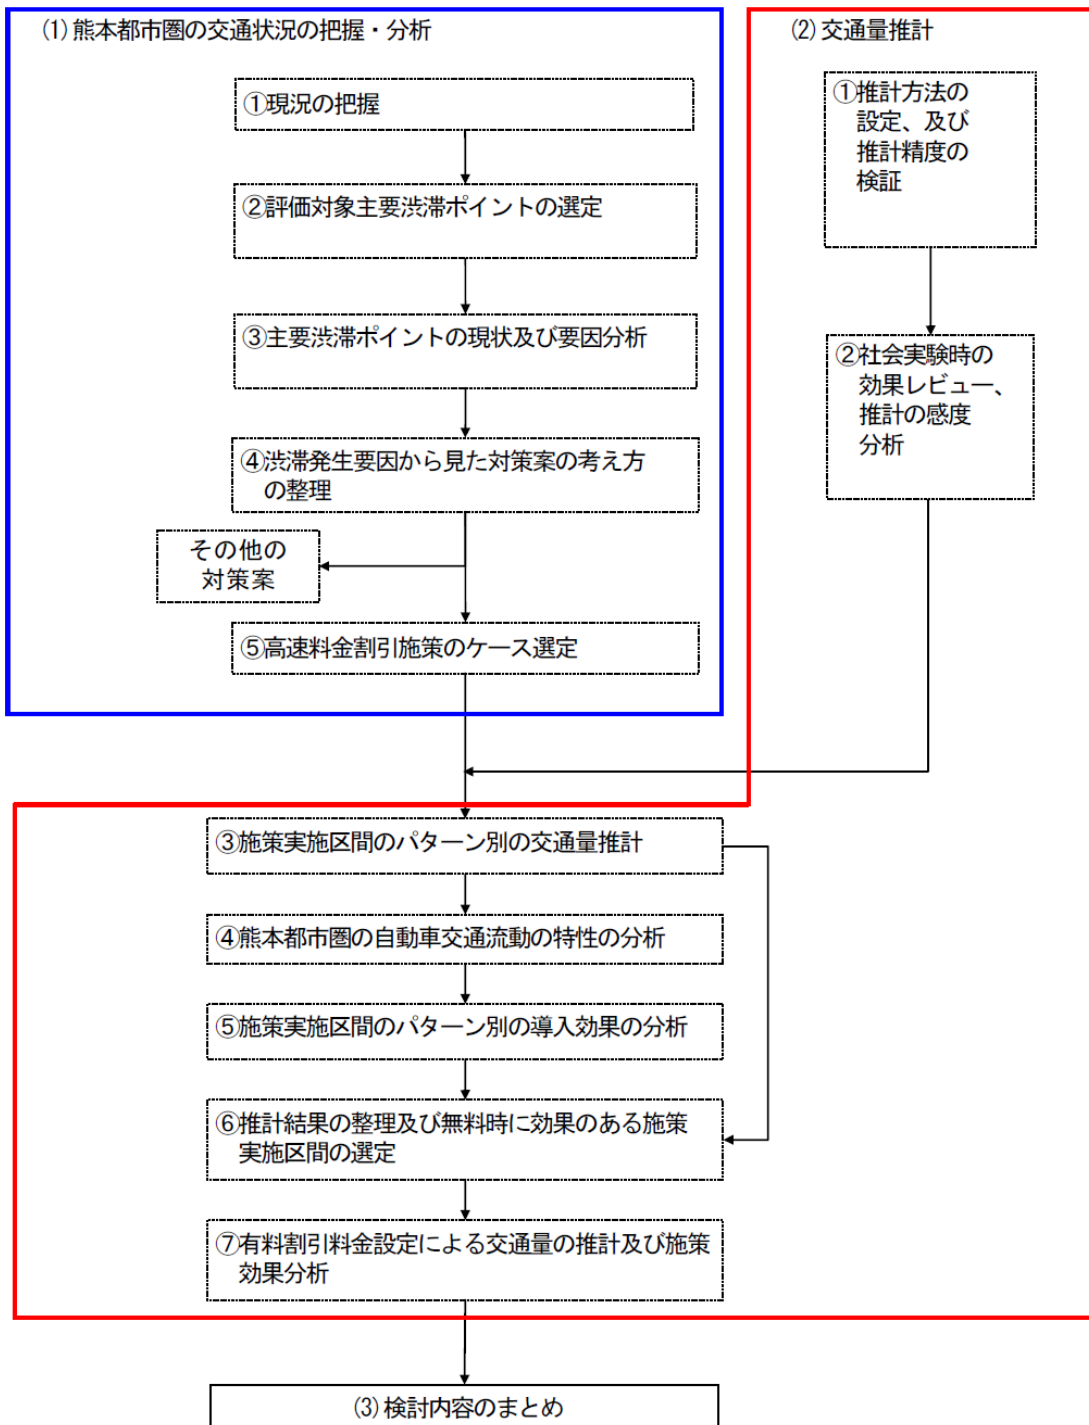 (1) 熊本都市圏の交通状況の把握・分析
①現況の把握
②評価対象主要渋滞ポイントの選定
③主要渋滞ポイントの現状及び要因分析
④渋滞発生要因から見た対策案の考え方
の整理
その他の
対策案
⑤高速料金割引施策のケース選定
(2) 交通量推計
①推計方法の
設定、及び
推計精度の
検証
②社会実験時の
効果レビュー、
推計の感度
分析
③施策実施区間のパターン別の交通量推計
④熊本都市圏の自動車交通流動の特性の分析
⑤施策実施区間のパターン別の導入効果の分析
⑥推計結果の整理及び無料時に効果のある施策
実施区間の選定
⑦有料割引料金設定による交通量の推計及び施策
効果分析
(3) 検討内容のまとめ